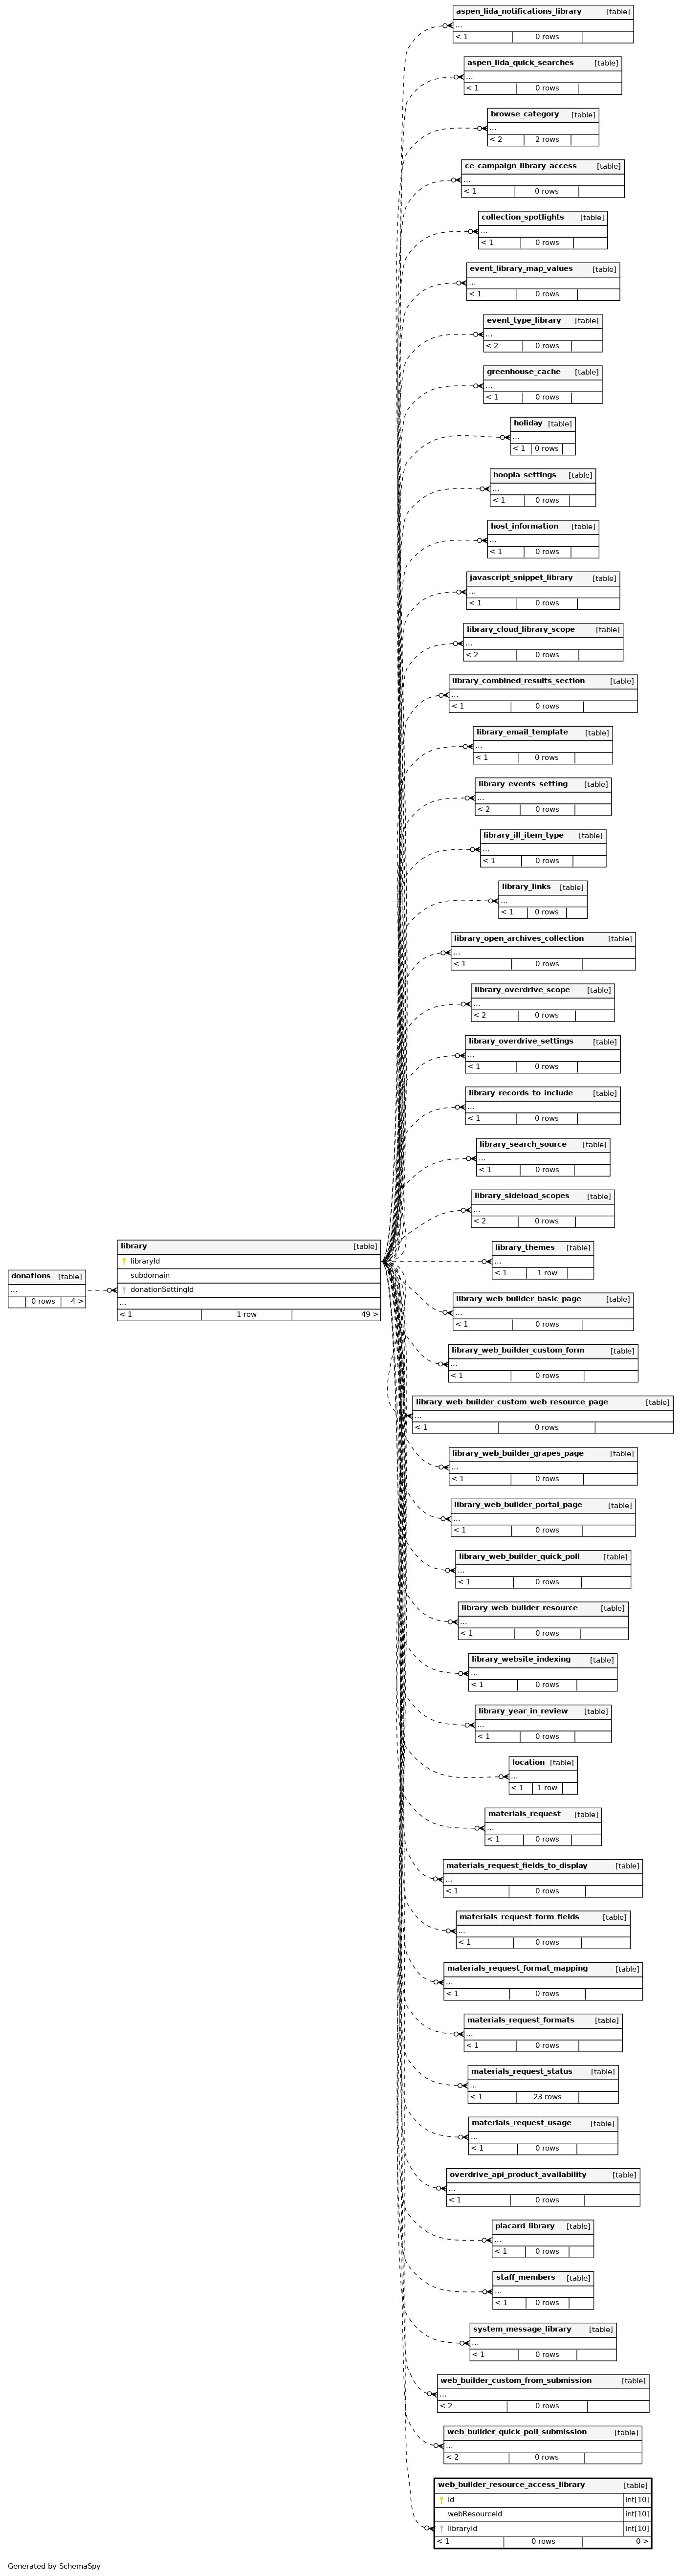 aspen_lida_notifications_library [table]
...
< 1 0 rows
aspen_lida_quick_searches [table]
...
< 1 0 rows
browse_category [table]
...
< 2 2 rows
ce_campaign_library_access [table]
...
< 1 0 rows
collection_spotlights [table]
...
< 1 0 rows
event_library_map_values [table]
...
< 1 0 rows
event_type_library [table]
...
< 2 0 rows
greenhouse_cache [table]
...
< 1 0 rows
holiday [table]
...
< 1 0 rows
hoopla_settings [table]
...
< 1 0 rows
host_information [table]
...
< 1 0 rows
javascript_snippet_library [table]
...
< 1 0 rows
library_cloud_library_scope [table]
...
< 2 0 rows
library_combined_results_section [table]
...
< 1 0 rows
library_email_template [table]
...
< 1 0 rows
library_events_setting [table]
...
< 2 0 rows
library_ill_item_type [table]
...
< 1 0 rows
library_links [table]
...
< 1 0 rows
library_open_archives_collection [table]
...
< 1 0 rows
library_overdrive_scope [table]
...
< 2 0 rows
library_overdrive_settings [table]
...
< 1 0 rows
library_records_to_include [table]
...
< 1 0 rows
library_search_source [table]
...
< 1 0 rows
library_sideload_scopes [table]
...
< 2 0 rows
donations [table]
...
0 rows 4 >
library [table]
libraryId
subdomain
donationSettingId
...
< 1 1 row 49 >
library_themes [table]
...
< 1 1 row
library_web_builder_basic_page [table]
...
< 1 0 rows
library_web_builder_custom_form [table]
...
< 1 0 rows
library_web_builder_custom_web_resource_page [table]
...
< 1 0 rows
library_web_builder_grapes_page [table]
...
< 1 0 rows
library_web_builder_portal_page [table]
...
< 1 0 rows
library_web_builder_quick_poll [table]
...
< 1 0 rows
library_web_builder_resource [table]
...
< 1 0 rows
library_website_indexing [table]
...
< 1 0 rows
library_year_in_review [table]
...
< 1 0 rows
location [table]
...
< 1 1 row
materials_request [table]
...
< 1 0 rows
materials_request_fields_to_display [table]
...
< 1 0 rows
materials_request_form_fields [table]
...
< 1 0 rows
materials_request_format_mapping [table]
...
< 1 0 rows
materials_request_formats [table]
...
< 1 0 rows
materials_request_status [table]
...
< 1 23 rows
materials_request_usage [table]
...
< 1 0 rows
overdrive_api_product_availability [table]
...
< 1 0 rows
placard_library [table]
...
< 1 0 rows
staff_members [table]
...
< 1 0 rows
system_message_library [table]
...
< 1 0 rows
web_builder_custom_from_submission [table]
...
< 2 0 rows
web_builder_quick_poll_submission [table]
...
< 2 0 rows
web_builder_resource_access_library [table]
id int[10]
webResourceId int[10]
libraryId int[10]
< 1 0 rows 0 >
Generated by SchemaSpy